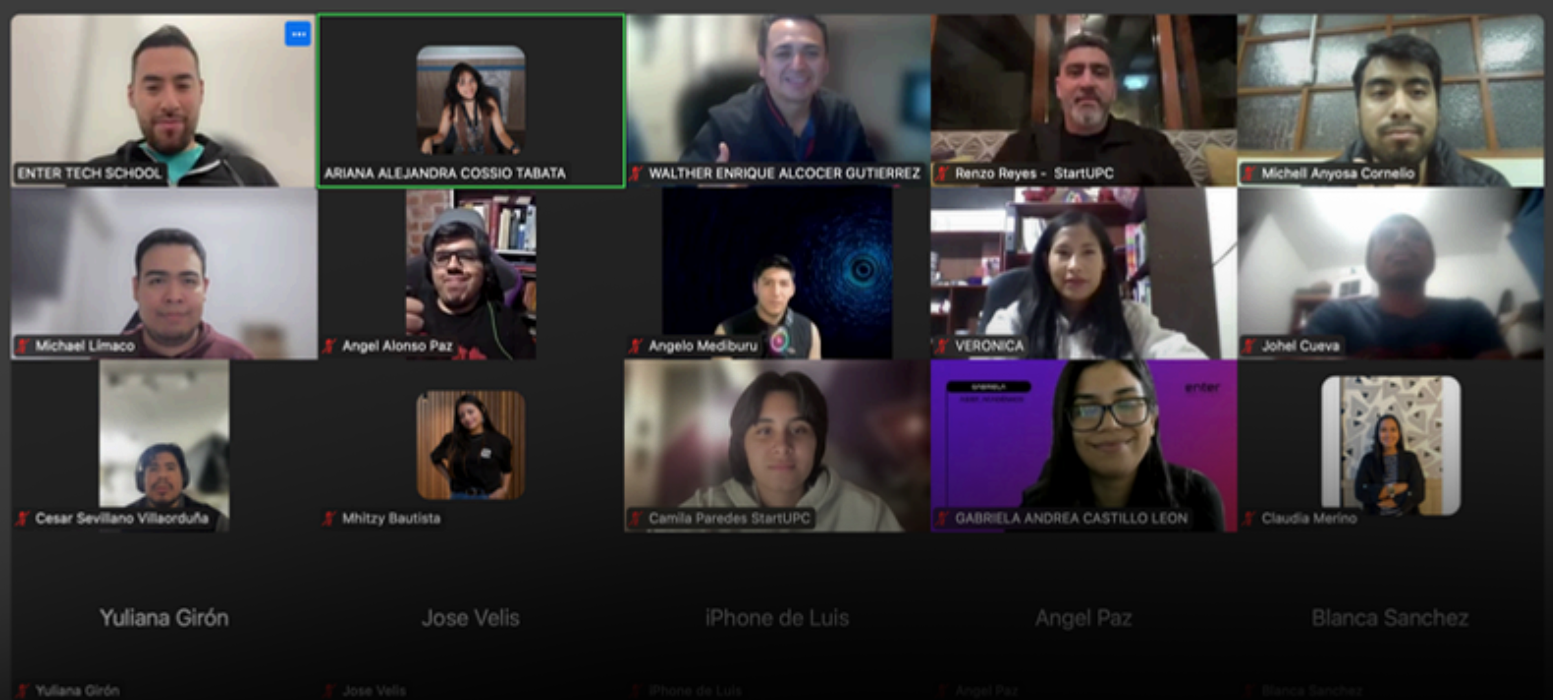 ENTER TECH SCHOOL
ARIANA ALEJANDRA COSSIO TABATA
WALTHER ENRIQUE ALCOCER GUTIERREZ
Renzo Reyes - StartUPC
Michell Anyosa Cornelio
Michael Límaco
Angel Alonso Paz
Angelo Mediburu
VERONICA
Johel Cueva
GABRIELA
enter
Cesar Sevillano Villaorduña
Mhitzy Bautista
Camila Paredes StartUPC
GABRIELA ANDREA CASTILLO LEON
Claudia Merino
Yuliana Girón
Jose Velis
iPhone de Luis
Angel Paz
Blanca Sanchez
Yuliana Girón
Jose Velis
iPhone de Luis
Angel Paz
Blanca Sanchez